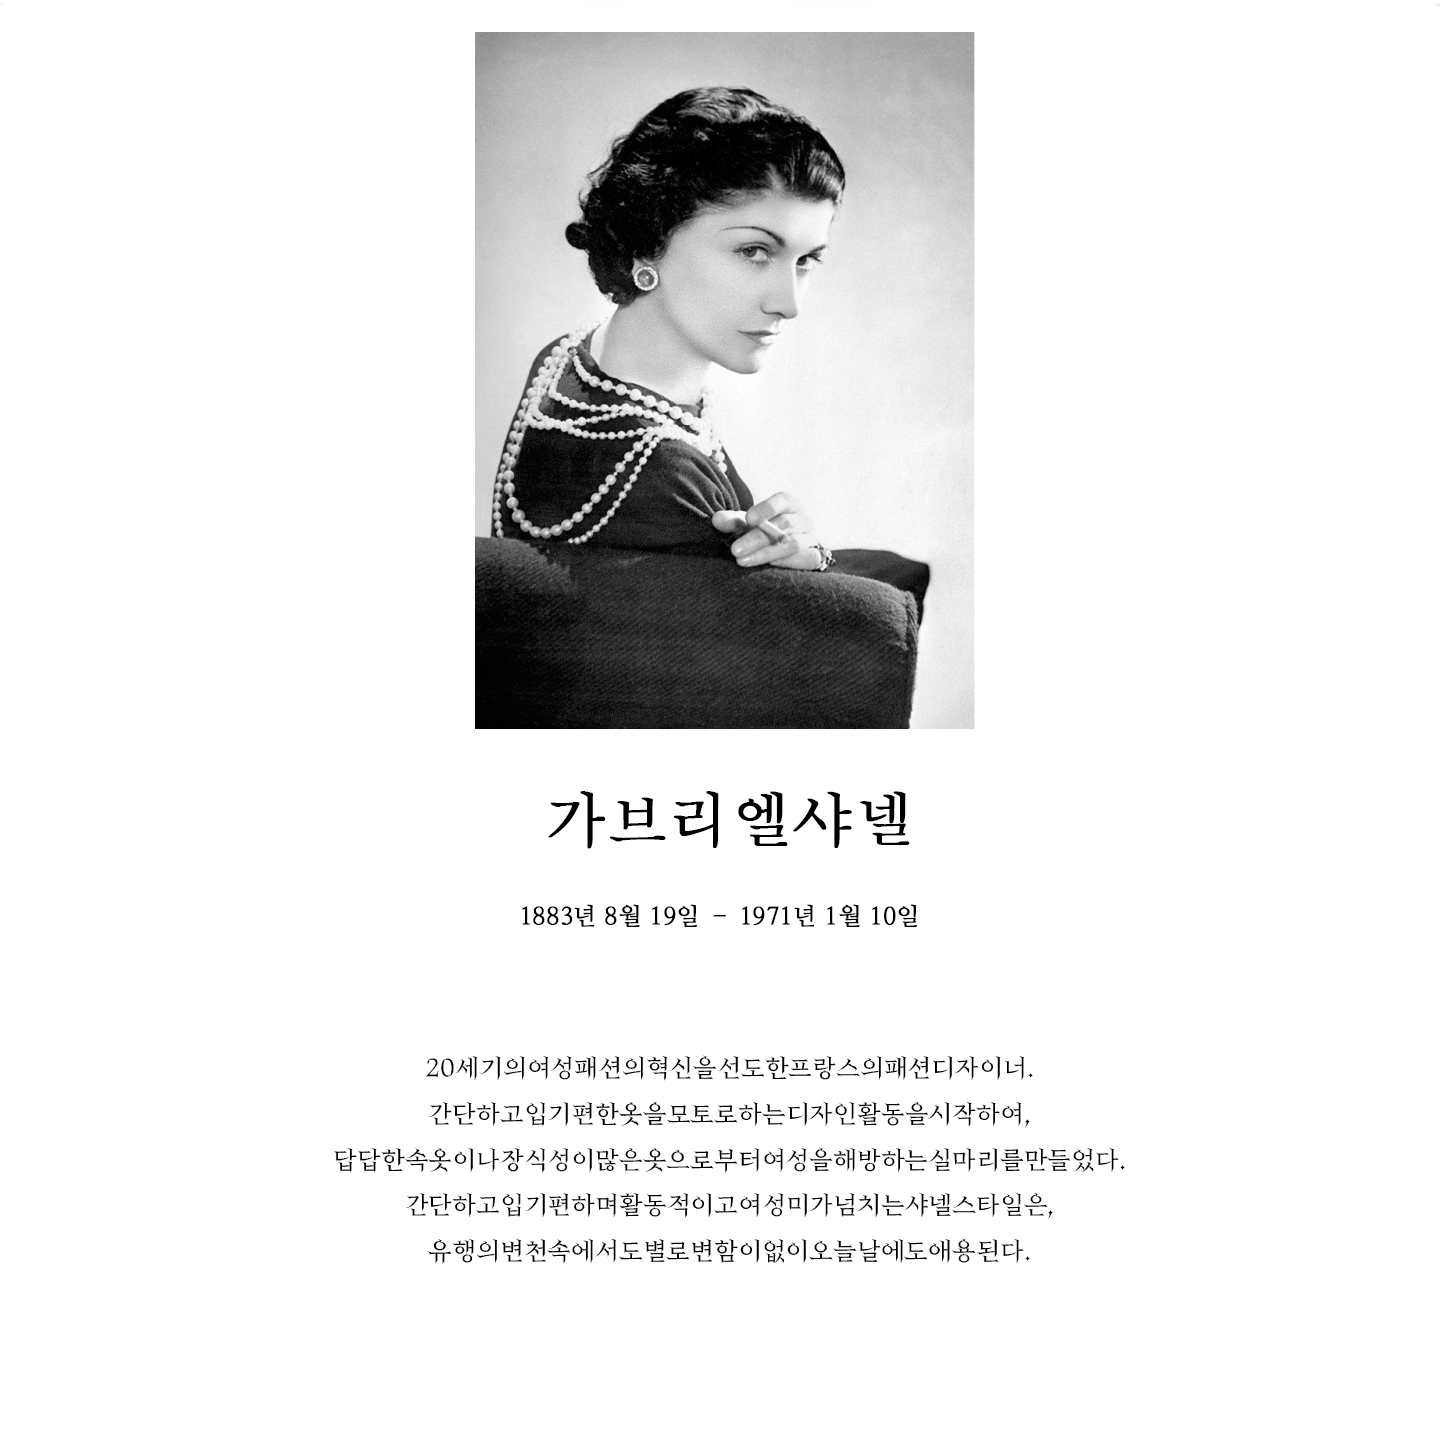 가브리엘샤넬
1883년 8월 19일 – 1971년 1월 10일
20세기의여성패션의혁신을선도한프랑스의패션디자이너.
간단하고입기편한옷을모토로하는디자인활동을시작하여,
답답한속옷이나장식성이많은옷으로부터여성을해방하는실마리를만들었다.
간단하고입기편하며활동적이고여성미가넘치는샤넬스타일은,
유행의변천속에서도별로변함이없이오늘날에도애용된다.